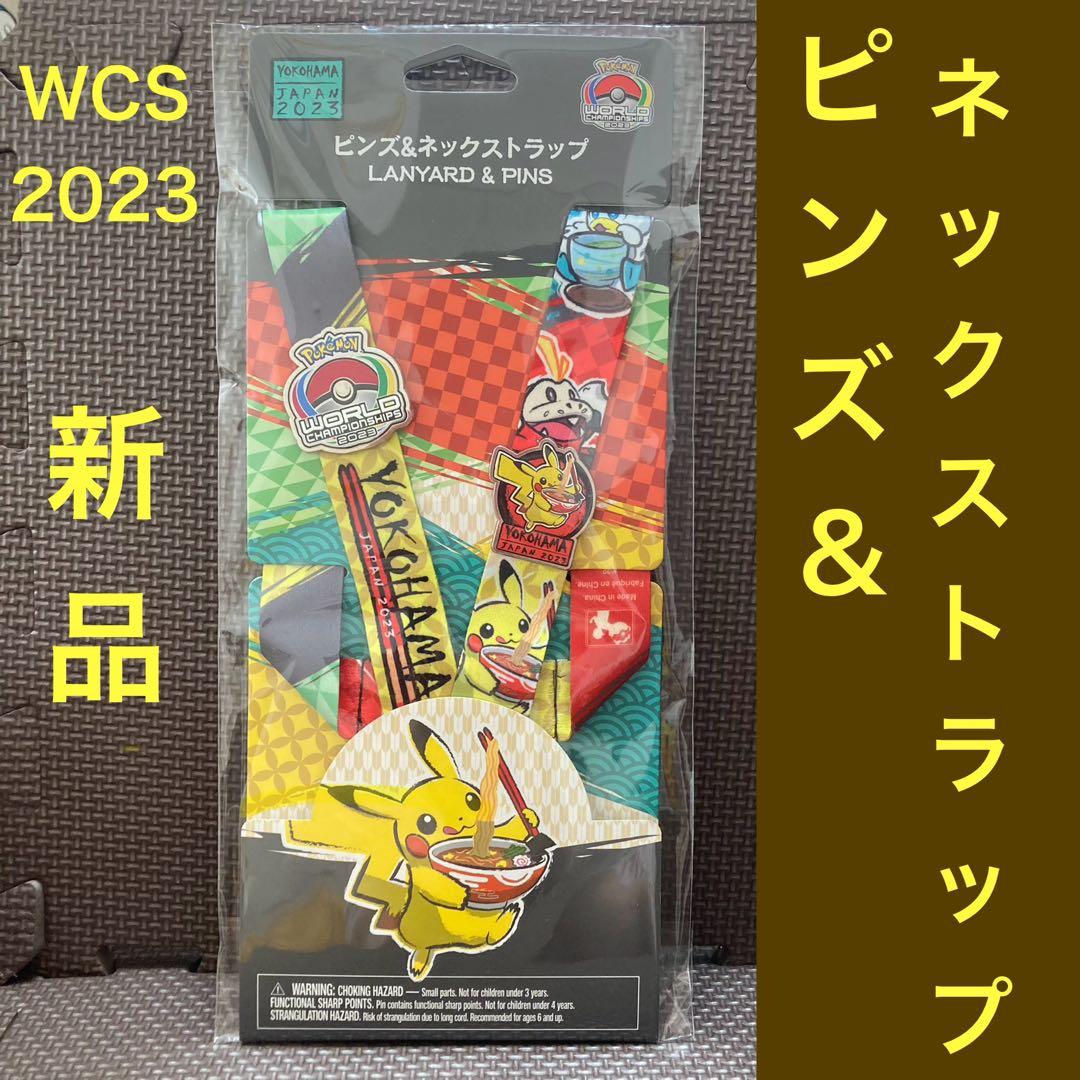 WCS
2023
新
品
ピンズ&
ネックストラップ
YOKOHAMA
JAPAN
2023
Pokémon
WORLD
CHAMPIONSHIPS
2023
ピンズ&ネックストラップ
LANYARD & PINS
Pokémon
WORLD
CHAMPIONSHIPS
2023
YOKOHAMA
JAPAN 2023
YOKOHAMA
JAPAN 2023
Made in China.
Fabriqué en Chine.
WARNING: CHOKING HAZARD — Small parts. Not for children under 3 years.
FUNCTIONAL SHARP POINTS. Pin contains functional sharp points. Not for children under 4 years.
STRANGULATION HAZARD. Risk of strangulation due to long cord. Recommended for ages 6 and up.